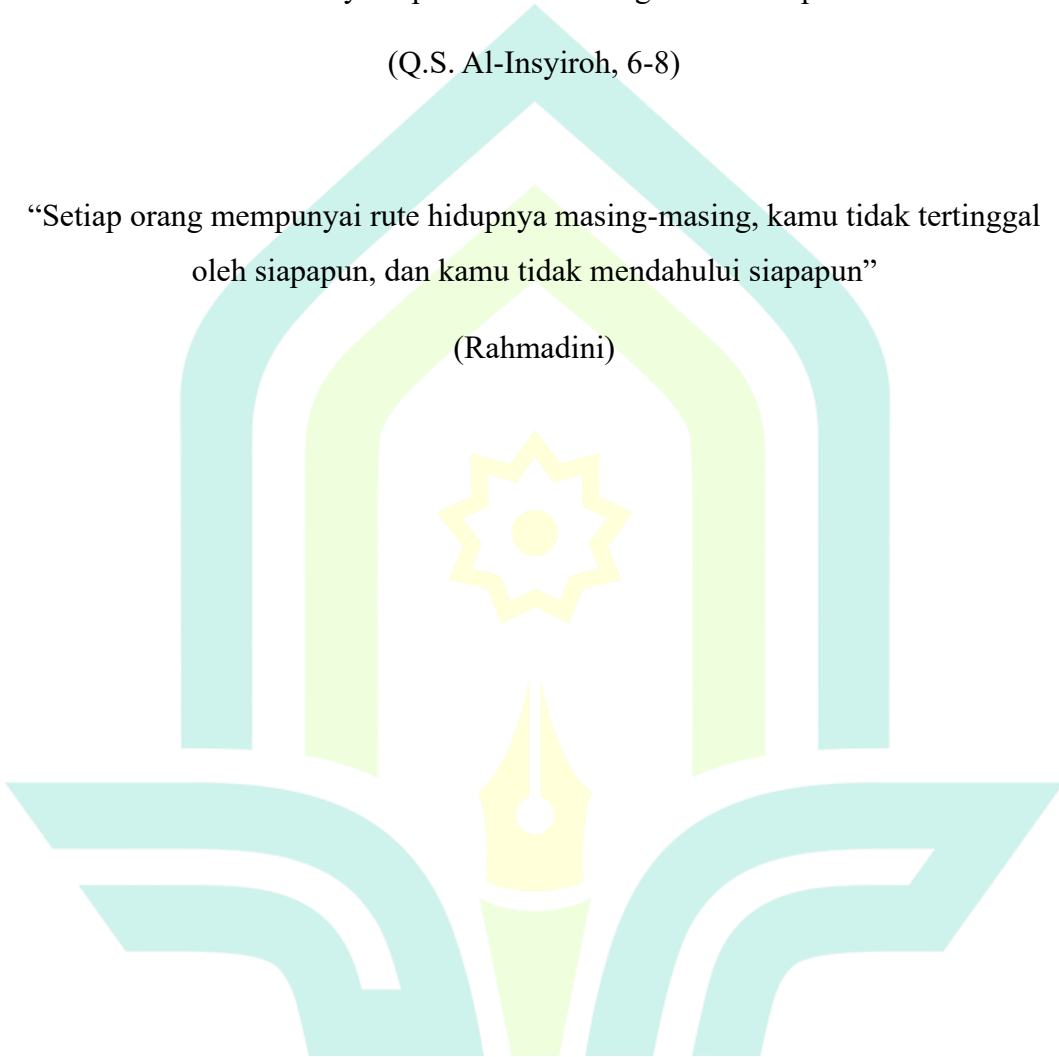 (Q.S. Al-Insyiroh, 6-8)
“Setiap orang mempunyai rute hidupnya masing-masing, kamu tidak tertinggal
oleh siapapun, dan kamu tidak mendahului siapapun”
(Rahmadini)